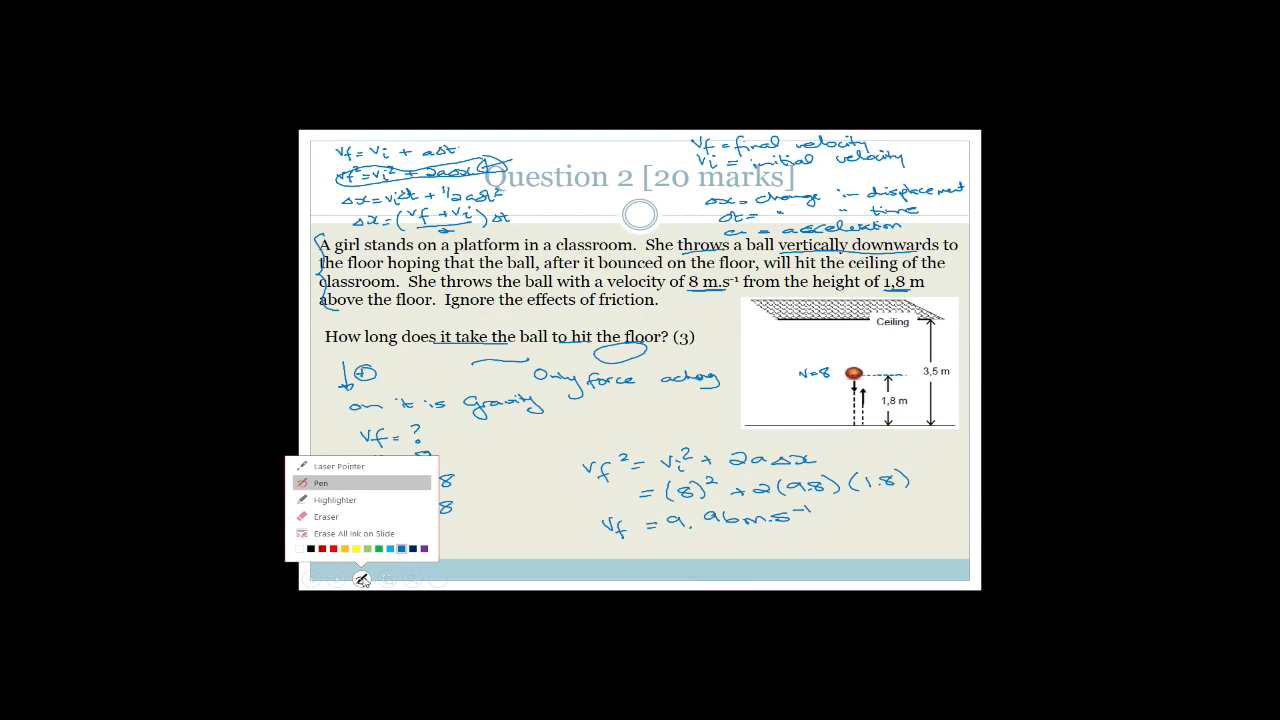 vf = vi + aΔt
vf² = vi² + 2aΔx
Δx = viΔt + 1/2 aΔt²
Δx = (vf + vi / 2) Δt
vf = final velocity
vi = initial velocity
Δx = change :- displacement
Δt = " " time
a = acceleration
Question 2 [20 marks]
A girl stands on a platform in a classroom. She throws a ball vertically downwards to
the floor hoping that the ball, after it bounced on the floor, will hit the ceiling of the
classroom. She throws the ball with a velocity of 8 m.s⁻¹ from the height of 1,8 m
above the floor. Ignore the effects of friction.
How long does it take the ball to hit the floor? (3)
Ceiling
3,5 m
1,8 m
v=8
↓ +
Only force acting
on it is gravity
vf = ?
8
8
vf² = vi² + 2aΔx
= (8)² + 2(9.8)(1.8)
vf = 9.96m.s⁻¹
Laser Pointer
Pen
Highlighter
Eraser
Erase All Ink on Slide